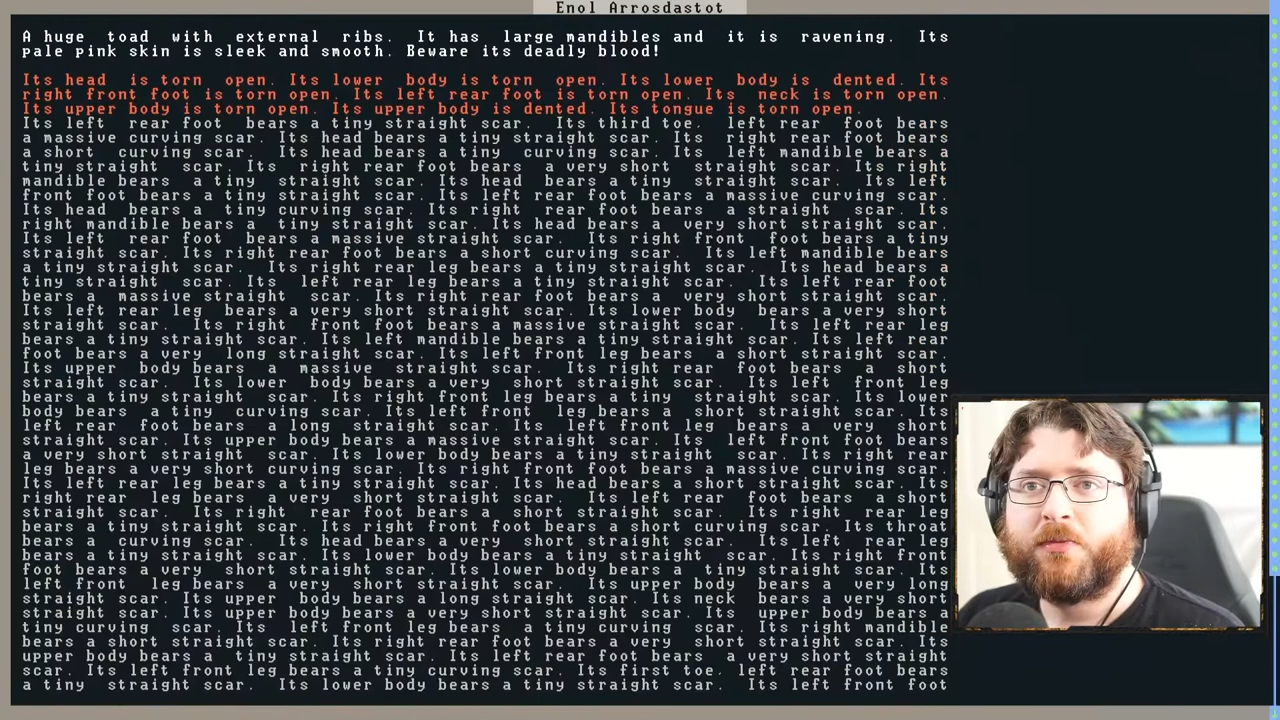 Enol Arrosdastot
A huge toad with external ribs. It has large mandibles and it is ravening. Its
pale pink skin is sleek and smooth. Beware its deadly blood!
Its head is torn open. Its lower body is torn open. Its lower body is dented. Its
right front foot is torn open. Its left rear foot is torn open. Its neck is torn open.
Its upper body is torn open. Its upper body is dented. Its tongue is torn open.
Its left rear foot bears a tiny straight scar. Its third toe, left rear foot bears
a massive curving scar. Its head bears a tiny straight scar. Its right rear foot bears
a short curving scar. Its head bears a tiny curving scar. Its left mandible bears a
tiny straight scar. Its right rear foot bears a very short straight scar. Its right
mandible bears a tiny straight scar. Its head bears a tiny straight scar. Its left
front foot bears a tiny straight scar. Its left rear foot bears a massive curving scar.
Its head bears a tiny curving scar. Its right rear foot bears a straight scar. Its
right mandible bears a tiny straight scar. Its head bears a very short straight scar.
Its left rear foot bears a massive straight scar. Its right front foot bears a tiny
straight scar. Its right rear foot bears a short curving scar. Its left mandible bears
a tiny straight scar. Its right rear leg bears a tiny straight scar. Its head bears a
tiny straight scar. Its left rear leg bears a tiny straight scar. Its left rear foot
bears a massive straight scar. Its right rear foot bears a very short straight scar.
Its left rear leg bears a very short straight scar. Its lower body bears a very short
straight scar. Its right front foot bears a massive straight scar. Its left rear leg
bears a tiny straight scar. Its left mandible bears a tiny straight scar. Its left rear
foot bears a very long straight scar. Its left front leg bears a short straight scar.
Its upper body bears a massive straight scar. Its right rear foot bears a short
straight scar. Its lower body bears a very short straight scar. Its left front leg
bears a tiny straight scar. Its right front leg bears a tiny straight scar. Its lower
body bears a tiny curving scar. Its left front leg bears a short straight scar. Its
left rear foot bears a long straight scar. Its left front leg bears a very short
straight scar. Its upper body bears a massive straight scar. Its left front foot bears
a very short straight scar. Its lower body bears a tiny straight scar. Its right rear
leg bears a very short curving scar. Its right front foot bears a massive curving scar.
Its left rear leg bears a tiny straight scar. Its head bears a short straight scar. Its
right rear leg bears a very short straight scar. Its left rear foot bears a short
straight scar. Its right rear foot bears a short straight scar. Its right rear leg
bears a tiny straight scar. Its right front foot bears a short curving scar. Its throat
bears a curving scar. Its head bears a very short straight scar. Its left rear leg
bears a tiny straight scar. Its lower body bears a tiny straight scar. Its right front
foot bears a very short straight scar. Its lower body bears a tiny straight scar. Its
left front leg bears a very short straight scar. Its upper body bears a very long
straight scar. Its upper body bears a long straight scar. Its neck bears a very short
straight scar. Its upper body bears a very short straight scar. Its upper body bears a
tiny curving scar. Its left front leg bears a tiny curving scar. Its right mandible
bears a short straight scar. Its right rear foot bears a very short straight scar. Its
upper body bears a tiny straight scar. Its left rear foot bears a very short straight
scar. Its left front leg bears a tiny curving scar. Its first toe, left rear foot bears
a tiny straight scar. Its lower body bears a tiny straight scar. Its left front foot